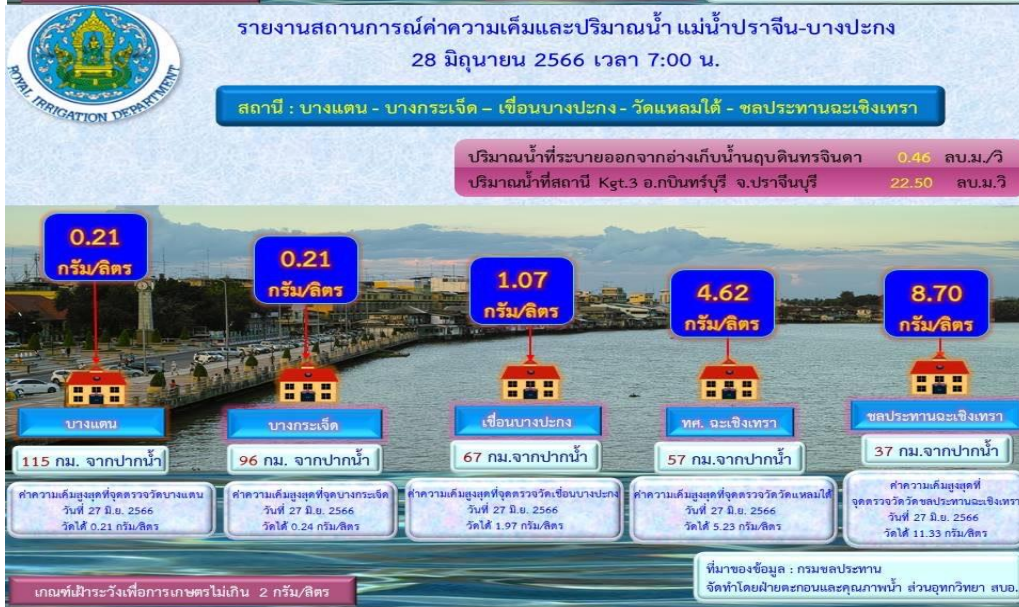 รายงานสถานการณ์ค่าความเค็มและปริมาณน้ำ แม่น้ำปราจีน-บางปะกง
28 มิถุนายน 2566 เวลา 7:00 น.
ROYAL IRRIGATION DEPARTMENT
สถานี : บางแตน - บางกระเจ็ด – เขื่อนบางปะกง - วัดแหลมใต้ - ชลประทานฉะเชิงเทรา
ปริมาณน้ำที่ระบายออกจากอ่างเก็บน้ำนฤบดินทรจินดา 0.46 ลบ.ม./วิ
ปริมาณน้ำที่สถานี Kgt.3 อ.กบินทร์บุรี จ.ปราจีนบุรี 22.50 ลบ.ม.วิ
0.21
กรัม/ลิตร
0.21
กรัม/ลิตร
1.07
กรัม/ลิตร
4.62
กรัม/ลิตร
8.70
กรัม/ลิตร
บางแตน
บางกระเจ็ด
เขื่อนบางปะกง
ทศ. ฉะเชิงเทรา
ชลประทานฉะเชิงเทรา
115 กม. จากปากน้ำ
96 กม. จากปากน้ำ
67 กม.จากปากน้ำ
57 กม.จากปากน้ำ
37 กม.จากปากน้ำ
ค่าความเค็มสูงสุดที่จุดตรวจวัดบางแตน
วันที่ 27 มิ.ย. 2566
วัดได้ 0.21 กรัม/ลิตร
ค่าความเค็มสูงสุดที่จุดบางกระเจ็ด
วันที่ 27 มิ.ย. 2566
วัดได้ 0.24 กรัม/ลิตร
ค่าความเค็มสูงสุดที่จุดตรวจวัดเขื่อนบางปะกง
วันที่ 27 มิ.ย. 2566
วัดได้ 1.97 กรัม/ลิตร
ค่าความเค็มสูงสุดที่จุดตรวจวัดวัดแหลมใต้
วันที่ 27 มิ.ย. 2566
วัดได้ 5.23 กรัม/ลิตร
ค่าความเค็มสูงสุดที่
จุดตรวจวัดวัดชลประทานฉะเชิงเทรา
วันที่ 27 มิ.ย. 2566
วัดได้ 11.33 กรัม/ลิตร
เกณฑ์เฝ้าระวังเพื่อการเกษตรไม่เกิน 2 กรัม/ลิตร
ที่มาของข้อมูล : กรมชลประทาน
จัดทำโดยฝ่ายตะกอนและคุณภาพน้ำ ส่วนอุทกวิทยา สบอ.